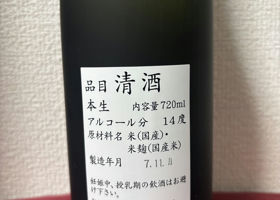 品目 清酒
本生 内容量720ml
アルコール分 14度
原材料名 米(国産)・
米麹(国産米)
製造年月 7.11.
妊娠中、授乳期の飲酒はお避
け下さい。